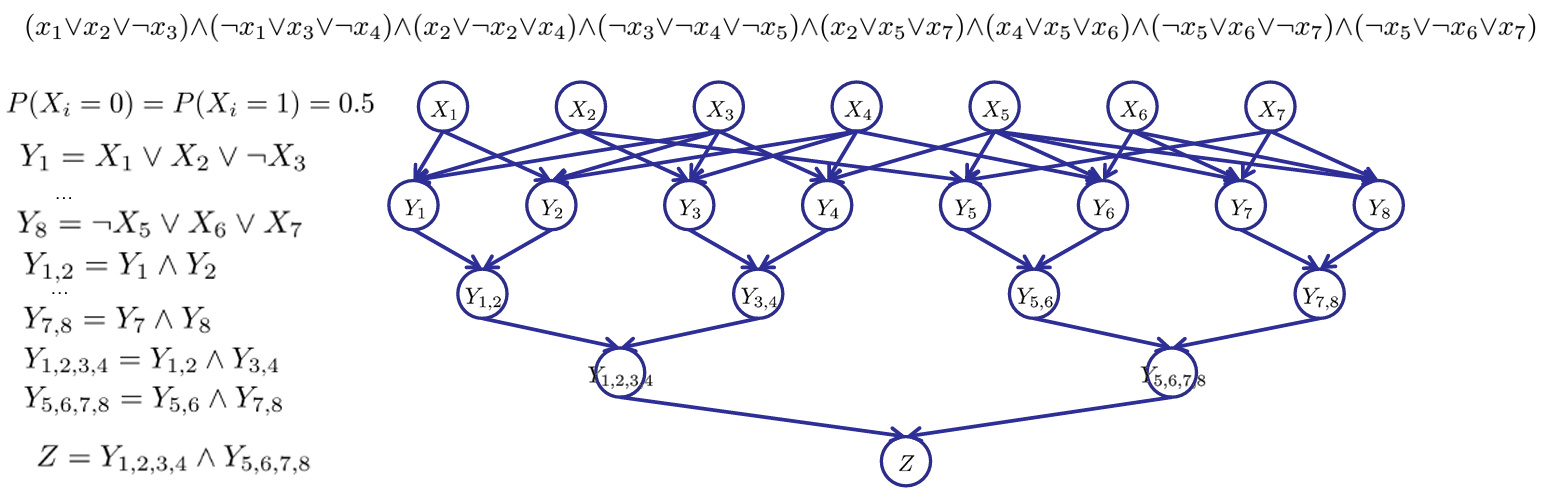 (x₁∨x₂∨¬x₃)∧(¬x₁∨x₃∨¬x₄)∧(x₂∨¬x₂∨x₄)∧(¬x₃∨¬x₄∨¬x₅)∧(x₂∨x₅∨x₇)∧(x₄∨x₅∨x₆)∧(¬x₅∨x₆∨¬x₇)∧(¬x₅∨¬x₆∨x₇)
P(Xᵢ = 0) = P(Xᵢ = 1) = 0.5
Y₁ = X₁ ∨ X₂ ∨ ¬X₃
...
Y₈ = ¬X₅ ∨ X₆ ∨ X₇
Y₁,₂ = Y₁ ∧ Y₂
...
Y₇,₈ = Y₇ ∧ Y₈
Y₁,₂,₃,₄ = Y₁,₂ ∧ Y₃,₄
Y₅,₆,₇,₈ = Y₅,₆ ∧ Y₇,₈
Z = Y₁,₂,₃,₄ ∧ Y₅,₆,₇,₈
X₁ X₂ X₃ X₄ X₅ X₆ X₇
Y₁ Y₂ Y₃ Y₄ Y₅ Y₆ Y₇ Y₈
Y₁,₂ Y₃,₄ Y₅,₆ Y₇,₈
Y₁,₂,₃,₄ Y₅,₆,₇,₈
Z